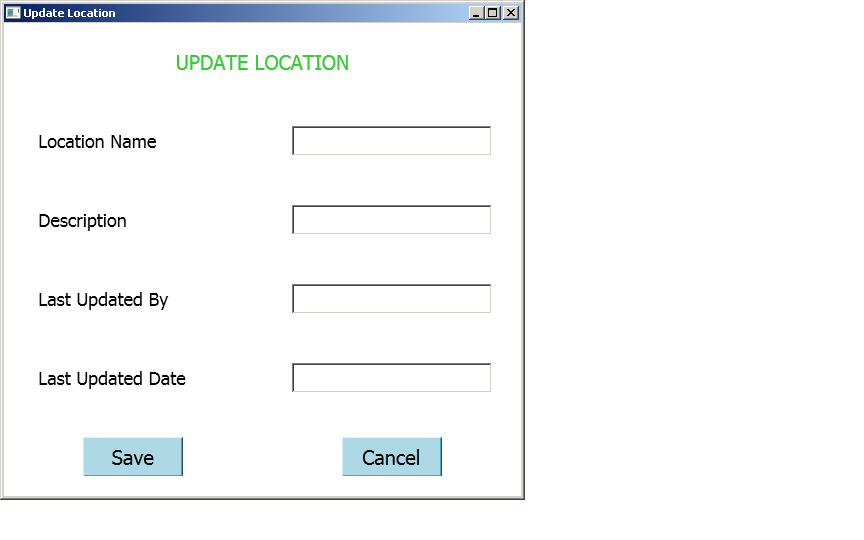 Update Location
UPDATE LOCATION
Location Name
Description
Last Updated By
Last Updated Date
Save Cancel